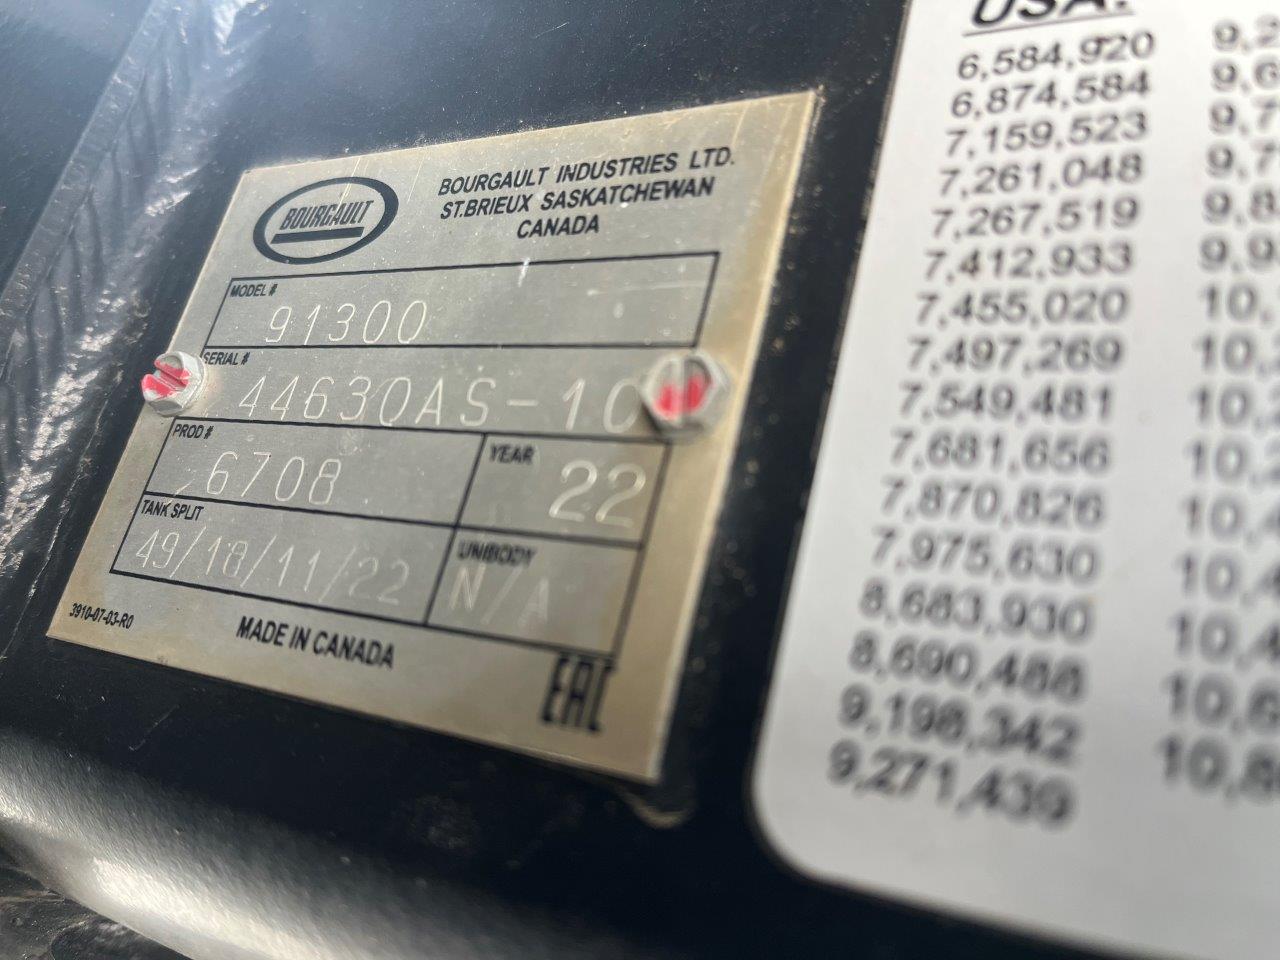 BOURGAULT
BOURGAULT INDUSTRIES LTD.
ST.BRIEUX SASKATCHEWAN
CANADA
MODEL #
91300
SERIAL #
44630AS-10
PROD #
6708
YEAR
22
TANK SPLIT
49/18/11/22
UNIBODY
N/A
3910-07-03-R0
MADE IN CANADA
EAC
USA:
6,584,920
6,874,584
7,159,523
7,261,048
7,267,519
7,412,933
7,455,020
7,497,269
7,549,481
7,681,656
7,870,826
7,975,630
8,683,930
8,690,488
9,198,342
9,271,439